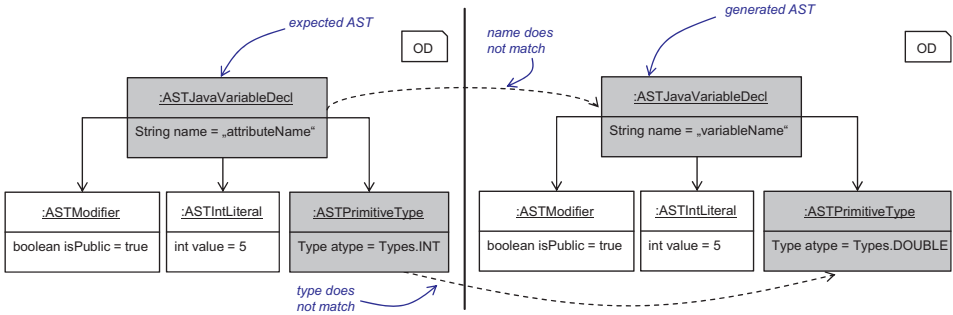 expected AST
OD
:ASTJavaVariableDecl
String name = „attributeName“
:ASTModifier
boolean isPublic = true
:ASTIntLiteral
int value = 5
:ASTPrimitiveType
Type atype = Types.INT
type does
not match
name does
not match
generated AST
OD
:ASTJavaVariableDecl
String name = „variableName“
:ASTModifier
boolean isPublic = true
:ASTIntLiteral
int value = 5
:ASTPrimitiveType
Type atype = Types.DOUBLE